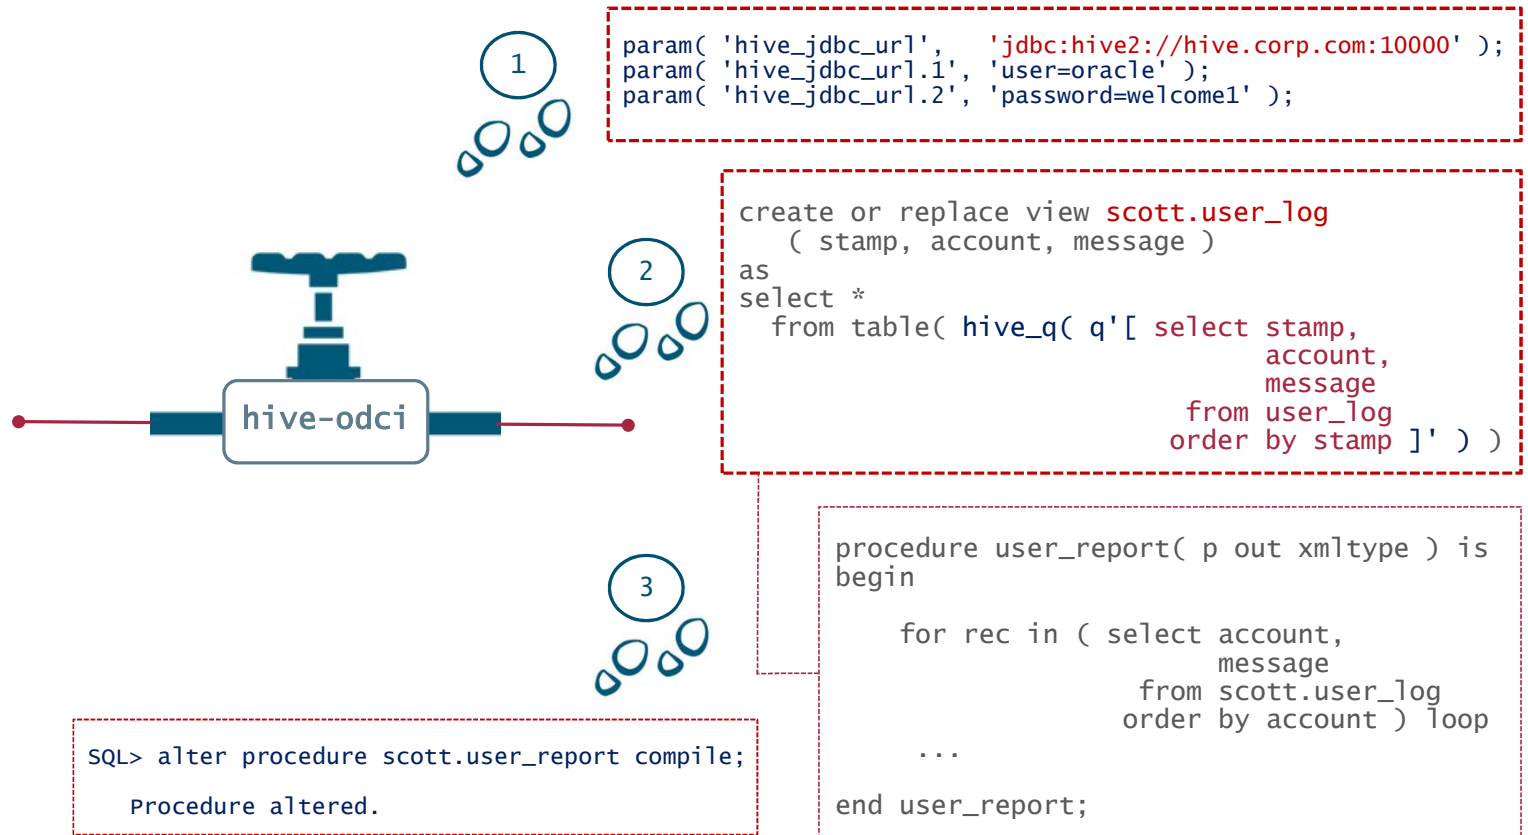 1
param( 'hive_jdbc_url',   'jdbc:hive2://hive.corp.com:10000' );
param( 'hive_jdbc_url.1', 'user=oracle' );
param( 'hive_jdbc_url.2', 'password=welcome1' );
2
create or replace view scott.user_log
   ( stamp, account, message )
as
select *
  from table( hive_q( q'[ select stamp,
                                 account,
                                 message
                            from user_log
                           order by stamp ]' ) )
hive-odci
3
procedure user_report( p out xmltype ) is
begin
    for rec in ( select account,
                        message
                   from scott.user_log
                  order by account ) loop
     ...
end user_report;
SQL> alter procedure scott.user_report compile;
   Procedure altered.